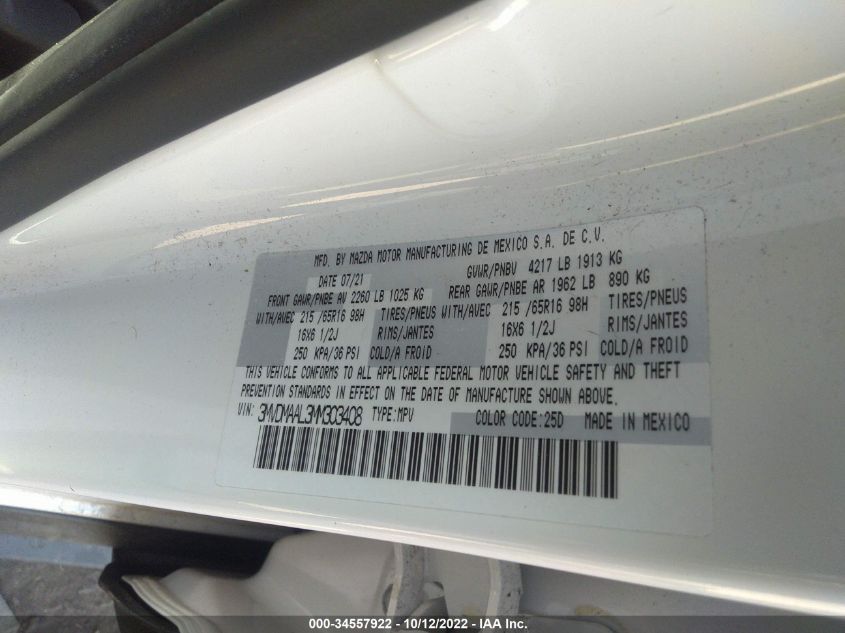 MFD. BY MAZDA MOTOR MANUFACTURING DE MEXICO S.A. DE C.V.
DATE 07/21 GVWR/PNBV 4217 LB 1913 KG
FRONT GAWR/PNBE AV 2260 LB 1025 KG REAR GAWR/PNBE AR 1962 LB 890 KG
WITH/AVEC 215 /65R16 98H TIRES/PNEUS WITH/AVEC 215 /65R16 98H TIRES/PNEUS
16X6 1/2J RIMS/JANTES 16X6 1/2J RIMS/JANTES
250 KPA/36 PSI COLD/A FROID 250 KPA/36 PSI COLD/A FROID
THIS VEHICLE CONFORMS TO ALL APPLICABLE FEDERAL MOTOR VEHICLE SAFETY AND THEFT
PREVENTION STANDARDS IN EFFECT ON THE DATE OF MANUFACTURE SHOWN ABOVE.
VIN: 3MVDMAAL3MM303408 TYPE:MPV COLOR CODE:25D MADE IN MEXICO
000-34557922 - 10/12/2022 - IAA Inc.